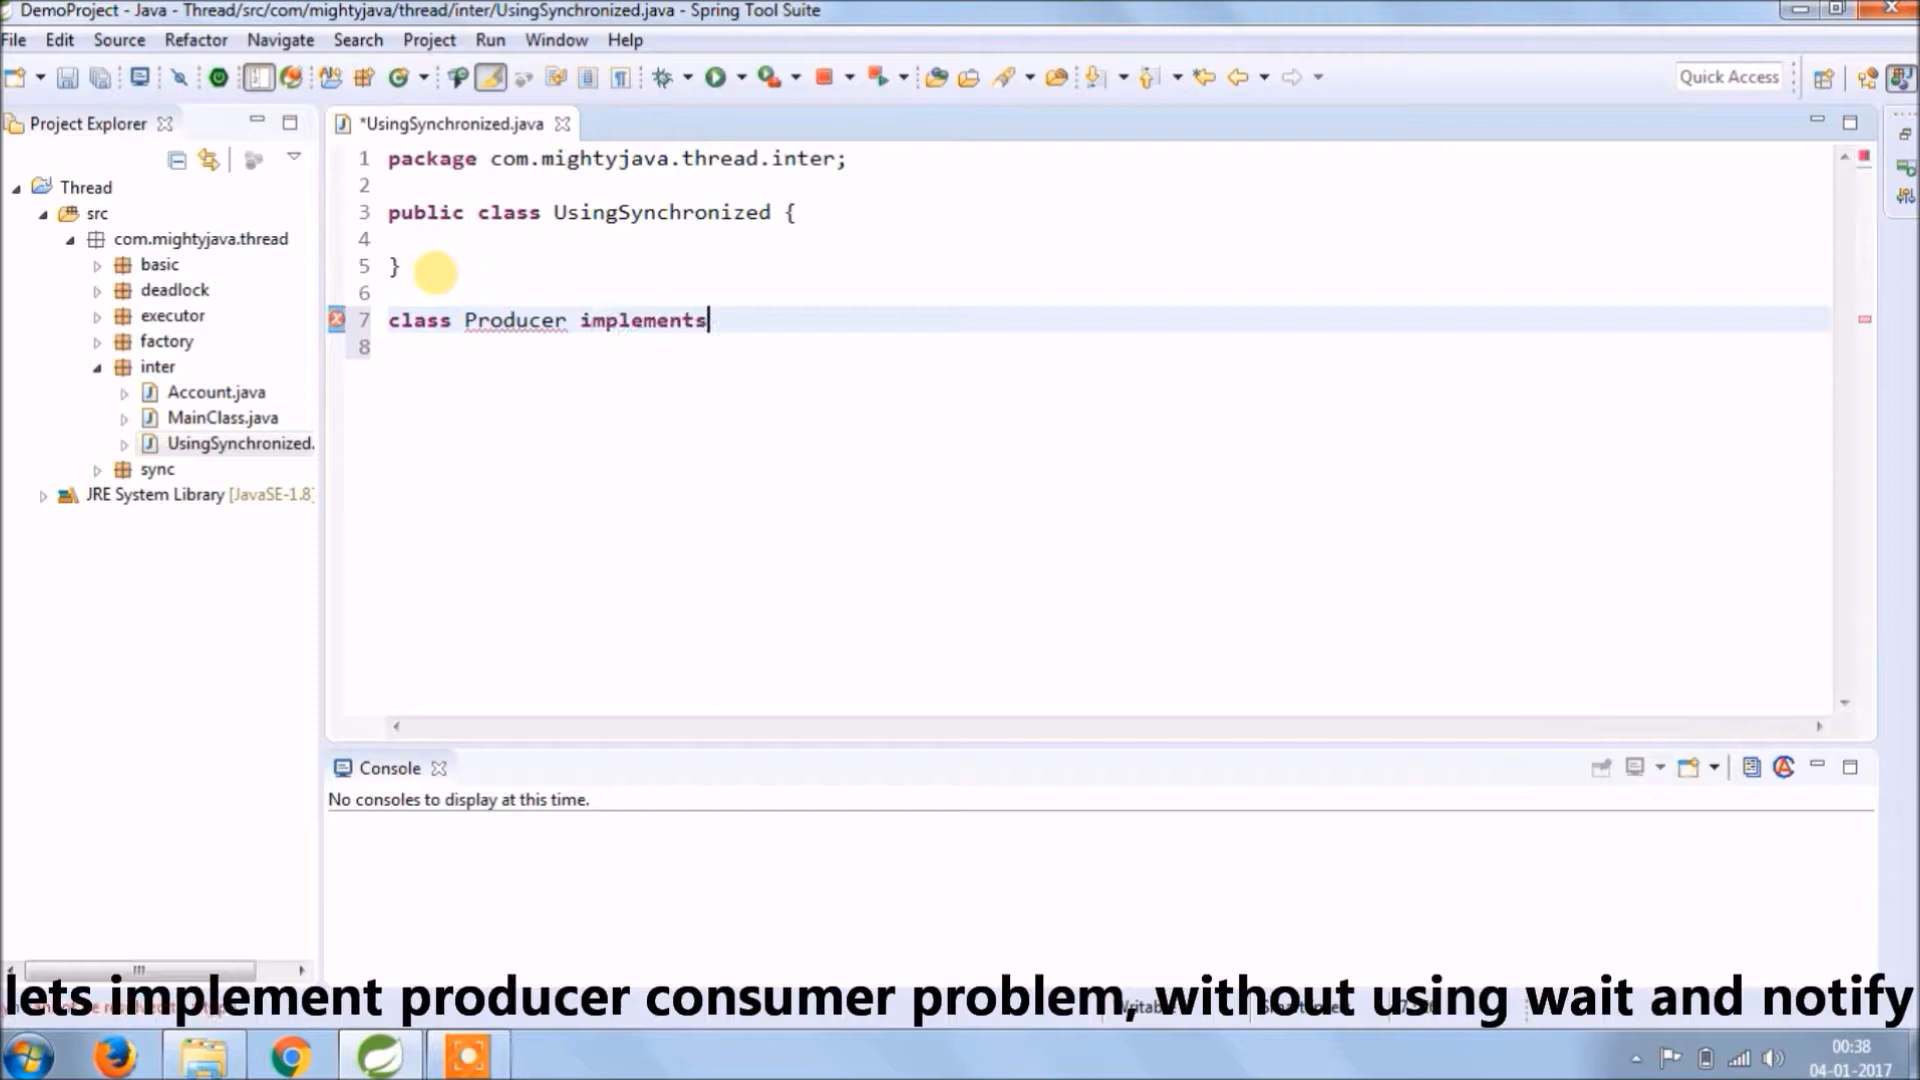 DemoProject - Java - Thread/src/com/mightyjava/thread/inter/UsingSynchronized.java - Spring Tool Suite
File Edit Source Refactor Navigate Search Project Run Window Help
Quick Access
Project Explorer
*UsingSynchronized.java
Thread
src
com.mightyjava.thread
basic
deadlock
executor
factory
inter
Account.java
MainClass.java
UsingSynchronized.
sync
JRE System Library [JavaSE-1.8]
1 package com.mightyjava.thread.inter;
2
3 public class UsingSynchronized {
4
5 }
6
7 class Producer implements
8
Console
No consoles to display at this time.
lets implement producer consumer problem, without using wait and notify
00:38
04-01-2017